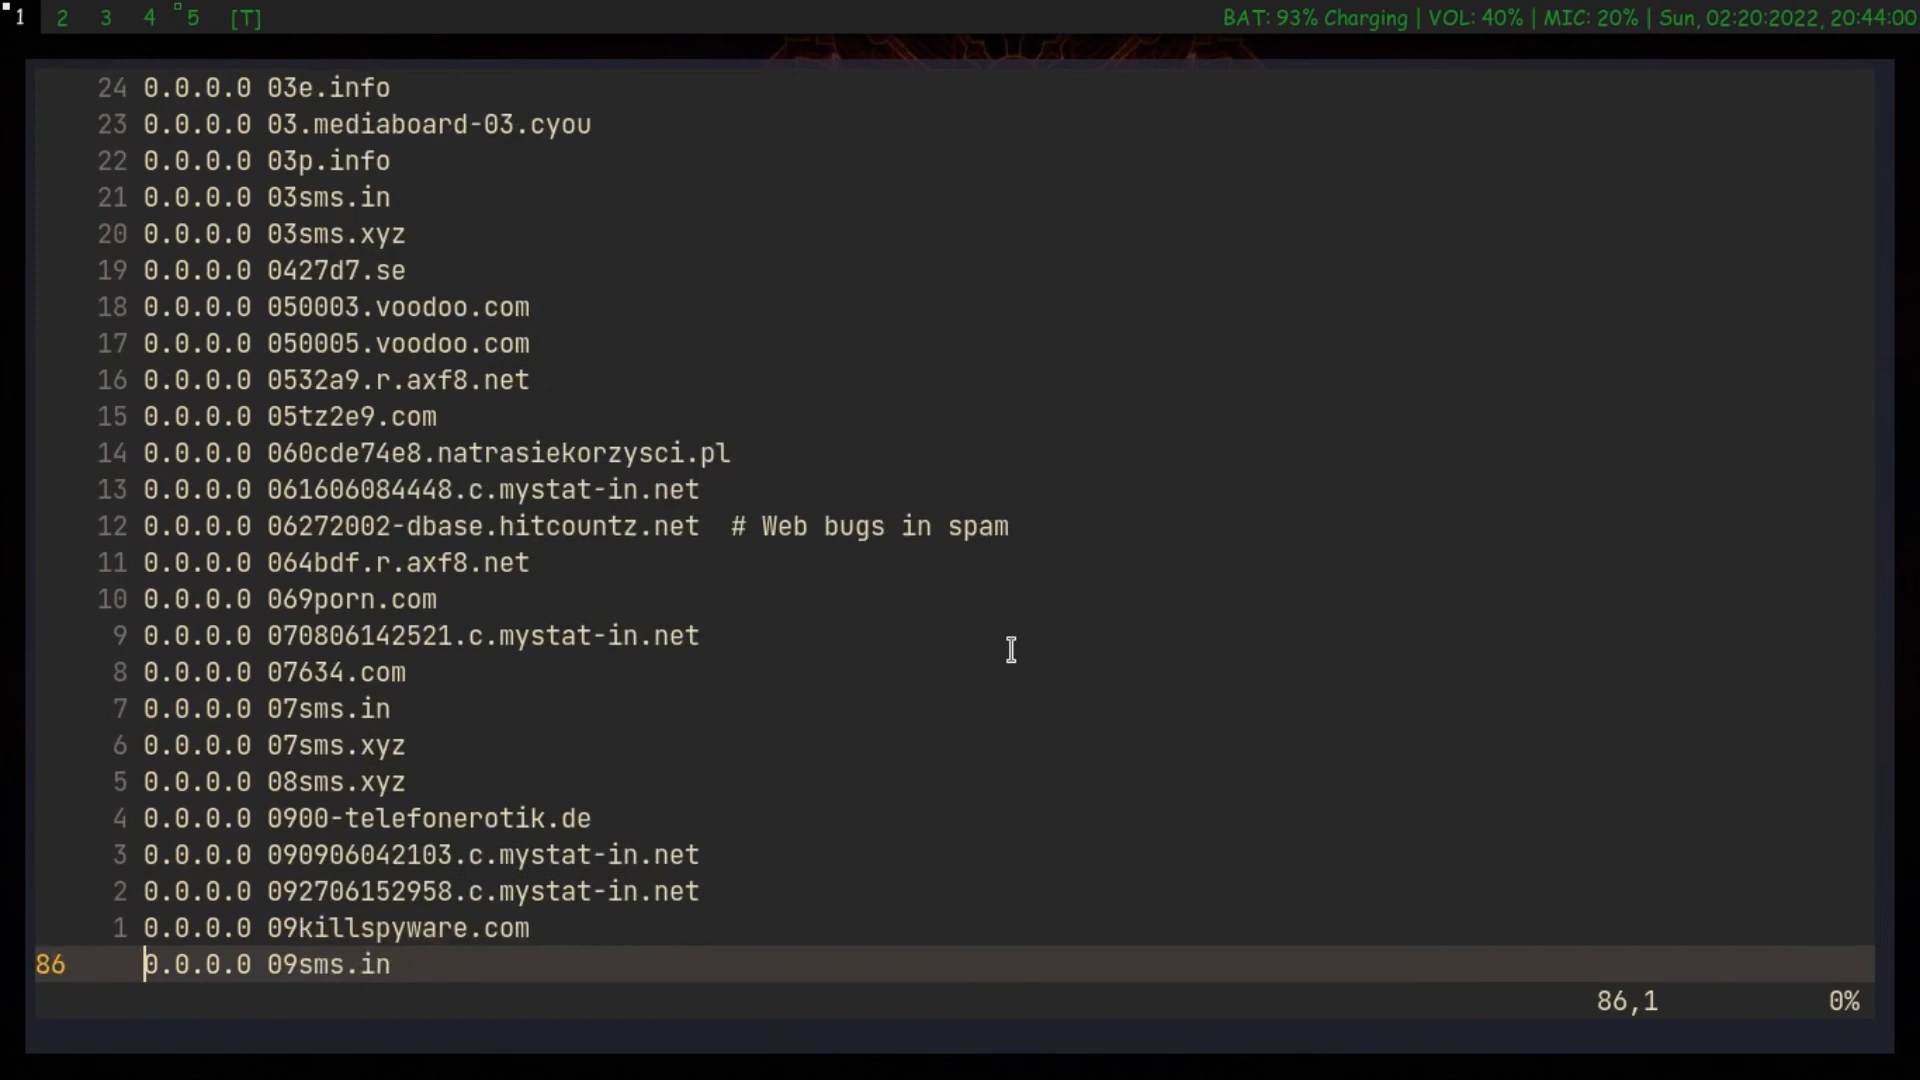 1 2 3 4 5 [T] BAT: 93% Charging | VOL: 40% | MIC: 20% | Sun, 02:20:2022, 20:44:00
24 0.0.0.0 03e.info
23 0.0.0.0 03.mediaboard-03.cyou
22 0.0.0.0 03p.info
21 0.0.0.0 03sms.in
20 0.0.0.0 03sms.xyz
19 0.0.0.0 0427d7.se
18 0.0.0.0 050003.voodoo.com
17 0.0.0.0 050005.voodoo.com
16 0.0.0.0 0532a9.r.axf8.net
15 0.0.0.0 05tz2e9.com
14 0.0.0.0 060cde74e8.natrasiekorzysci.pl
13 0.0.0.0 061606084448.c.mystat-in.net
12 0.0.0.0 06272002-dbase.hitcountz.net  # Web bugs in spam
11 0.0.0.0 064bdf.r.axf8.net
10 0.0.0.0 069porn.com
9 0.0.0.0 070806142521.c.mystat-in.net
8 0.0.0.0 07634.com
7 0.0.0.0 07sms.in
6 0.0.0.0 07sms.xyz
5 0.0.0.0 08sms.xyz
4 0.0.0.0 0900-telefonerotik.de
3 0.0.0.0 090906042103.c.mystat-in.net
2 0.0.0.0 092706152958.c.mystat-in.net
1 0.0.0.0 09killspyware.com
86 0.0.0.0 09sms.in
86,1 0%